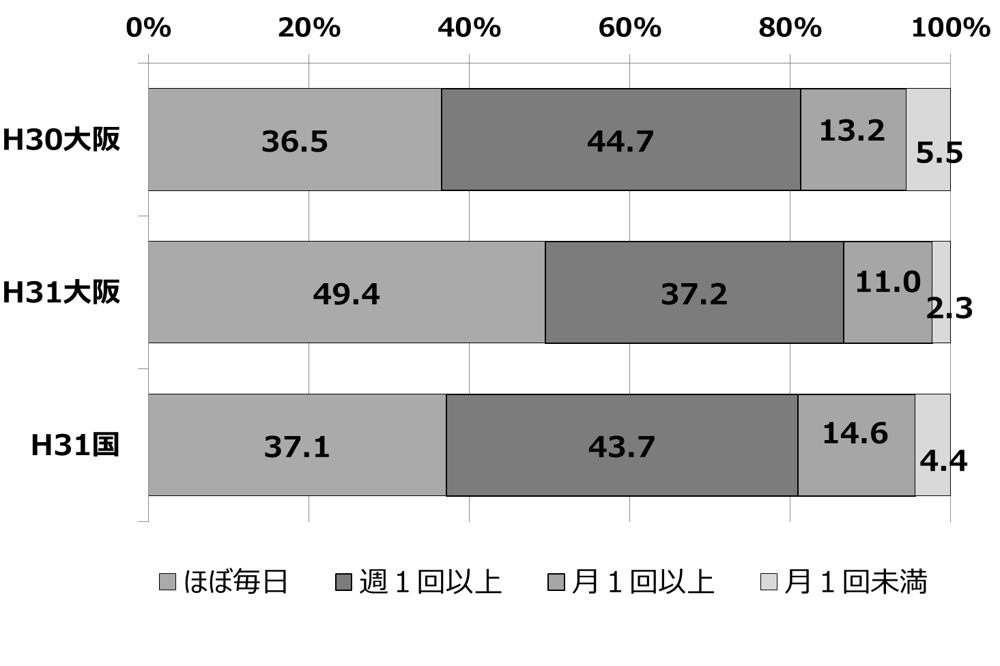 0% 20% 40% 60% 80% 100%
H30大阪 36.5 44.7 13.2 5.5
H31大阪 49.4 37.2 11.0 2.3
H31国 37.1 43.7 14.6 4.4
ほぼ毎日 週１回以上 月１回以上 月１回未満